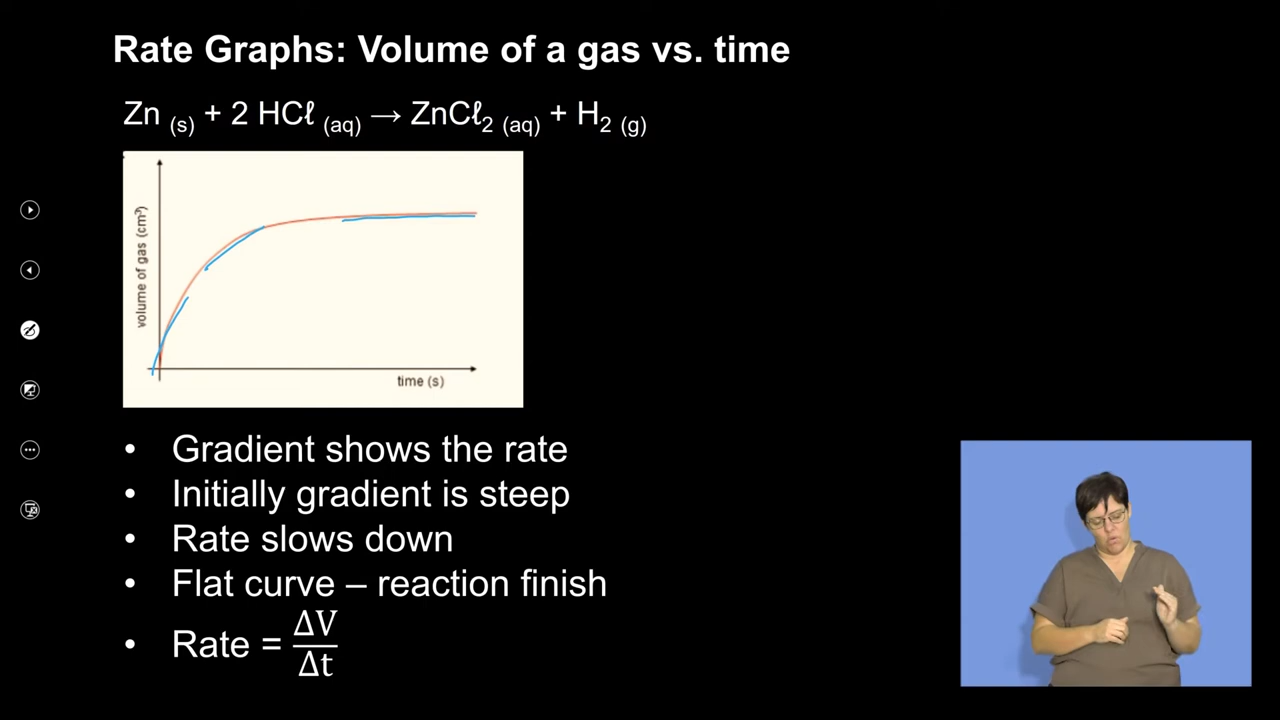 Rate Graphs: Volume of a gas vs. time
Zn (s) + 2 HCℓ (aq) → ZnCℓ2 (aq) + H2 (g)
volume of gas (cm³)
time (s)
• Gradient shows the rate
• Initially gradient is steep
• Rate slows down
• Flat curve – reaction finish
• Rate = ΔV/Δt